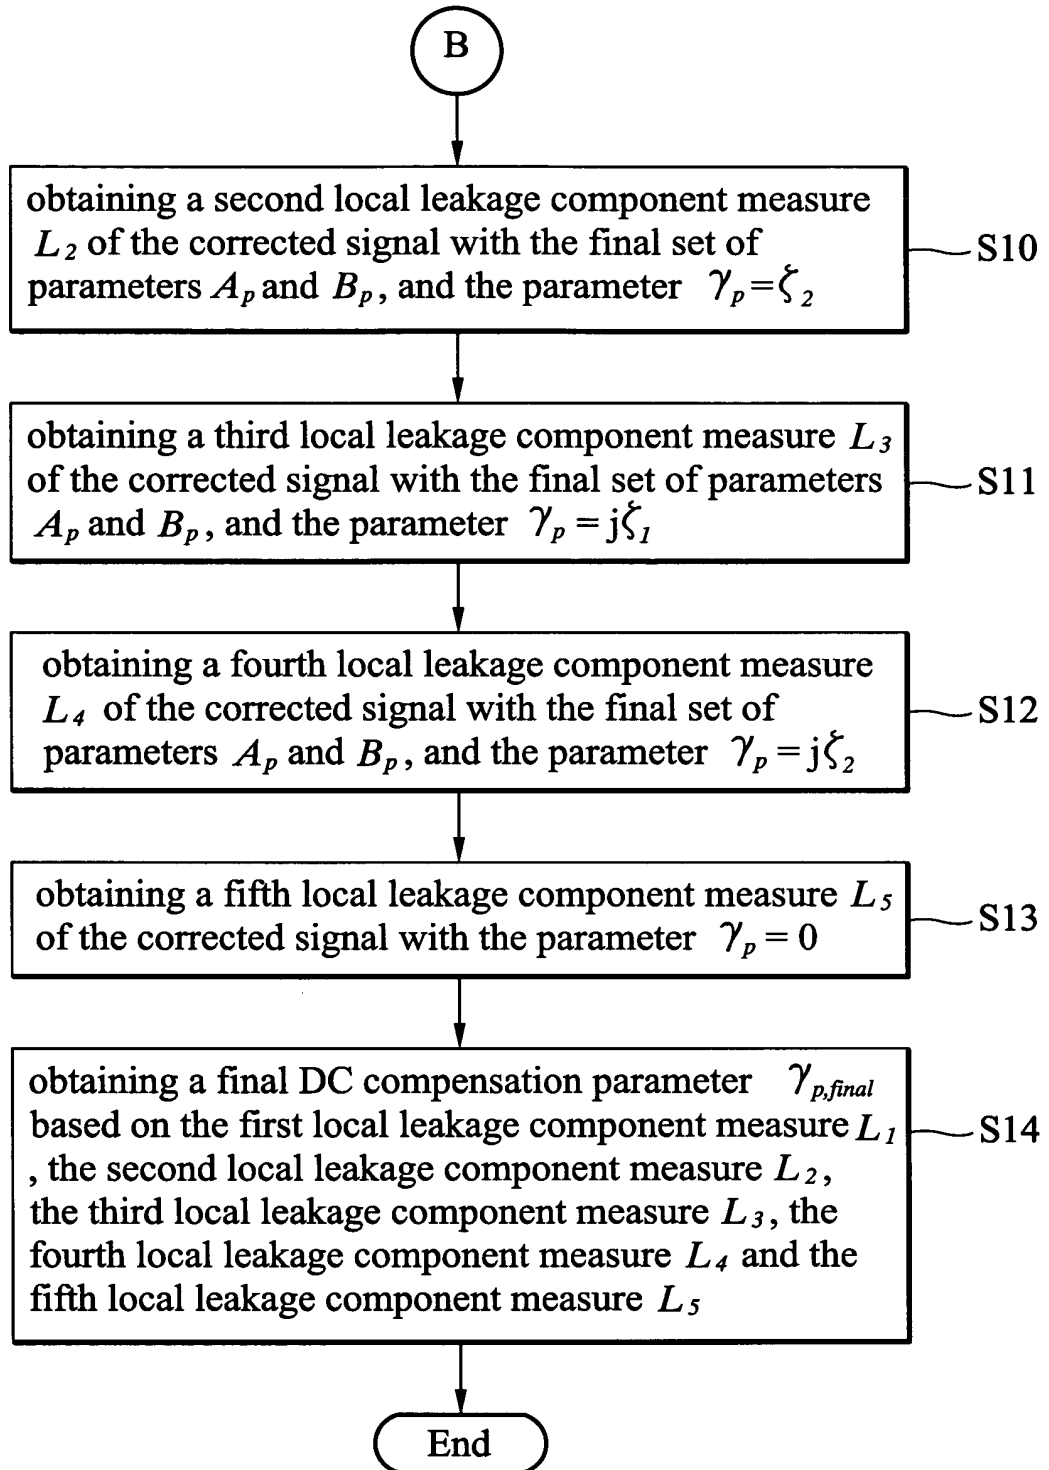 B
obtaining a second local leakage component measure
L₂ of the corrected signal with the final set of
parameters Aₚ and Bₚ, and the parameter γₚ=ζ₂
S10
obtaining a third local leakage component measure L₃
of the corrected signal with the final set of parameters
Aₚ and Bₚ, and the parameter γₚ = jζ₁
S11
obtaining a fourth local leakage component measure
L₄ of the corrected signal with the final set of
parameters Aₚ and Bₚ, and the parameter γₚ = jζ₂
S12
obtaining a fifth local leakage component measure L₅
of the corrected signal with the parameter γₚ = 0
S13
obtaining a final DC compensation parameter γp,final
based on the first local leakage component measure L₁
, the second local leakage component measure L₂,
the third local leakage component measure L₃, the
fourth local leakage component measure L₄ and the
fifth local leakage component measure L₅
S14
End